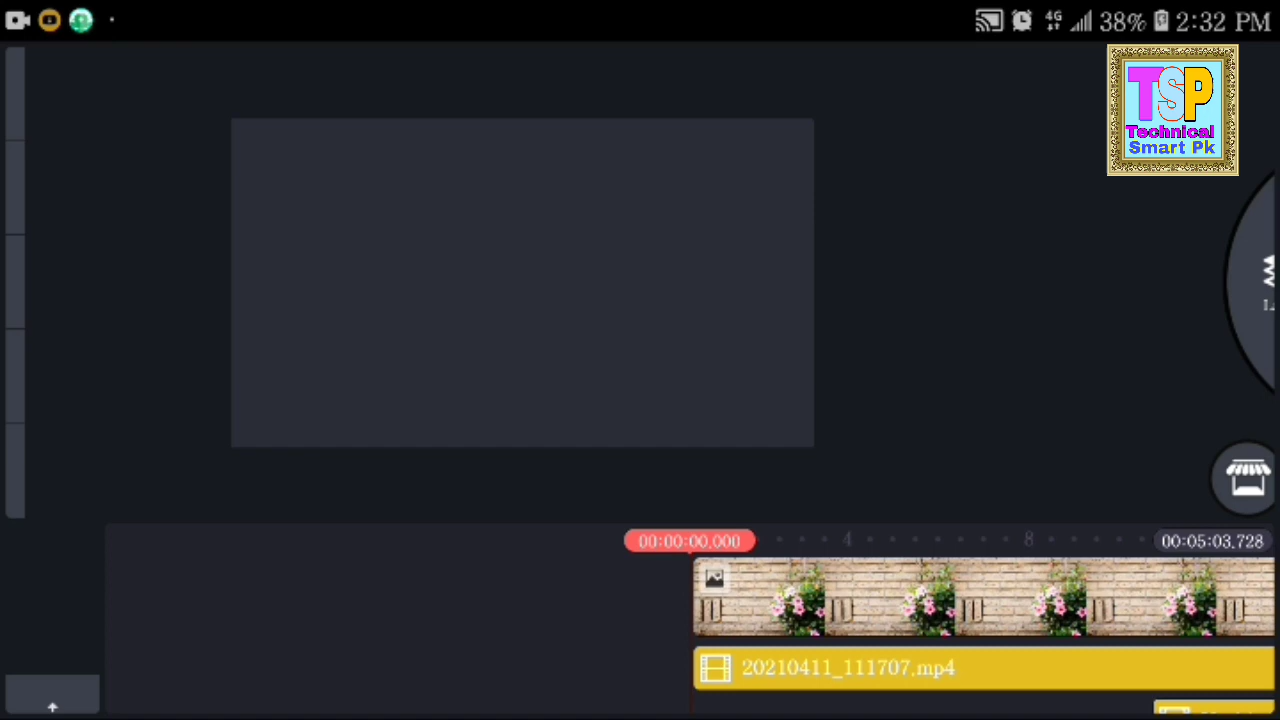 4G 38% 2:32 PM
TSP
Technical
Smart Pk
00:00:00.000
4
8
00:05:03.728
20210411_111707.mp4